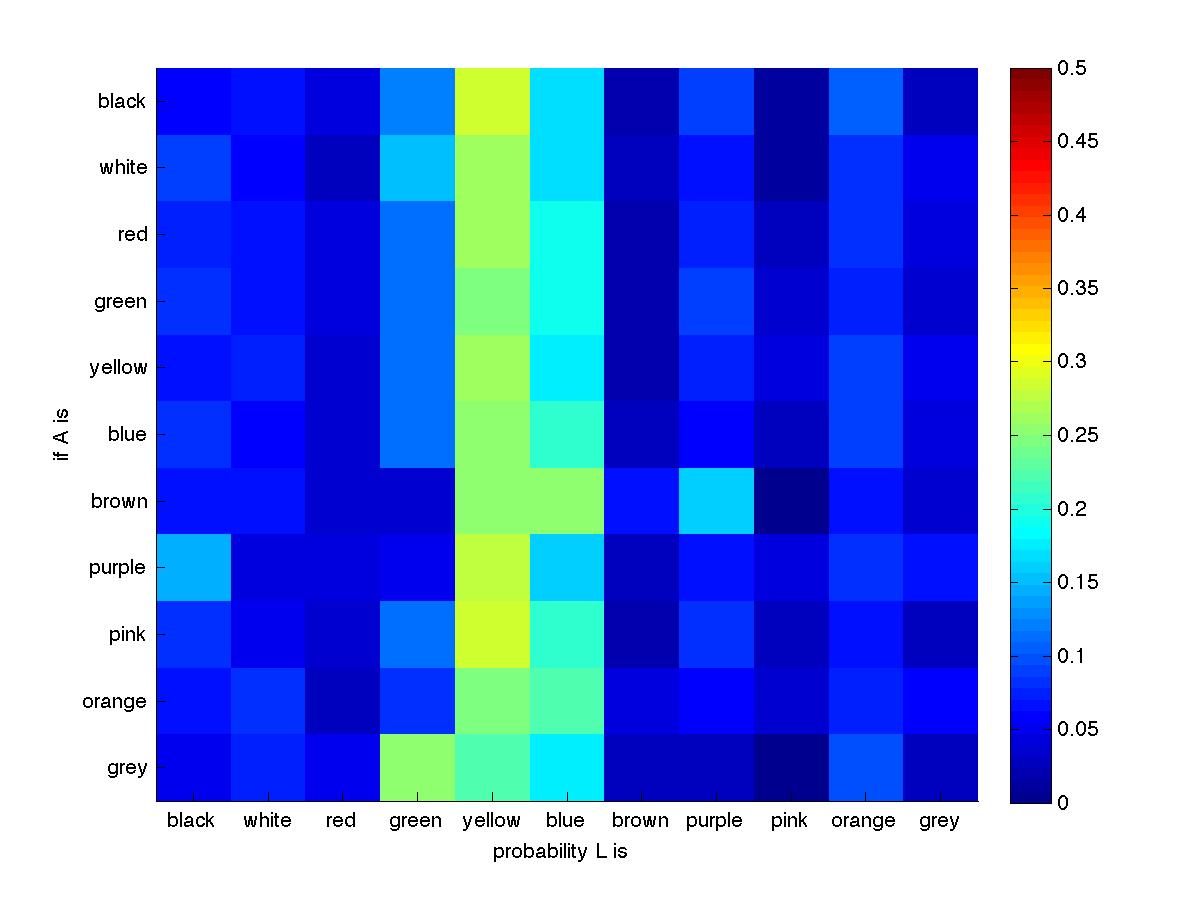 if A is
black
white
red
green
yellow
blue
brown
purple
pink
orange
grey
black white red green yellow blue brown purple pink orange grey
probability L is
0.5
0.45
0.4
0.35
0.3
0.25
0.2
0.15
0.1
0.05
0